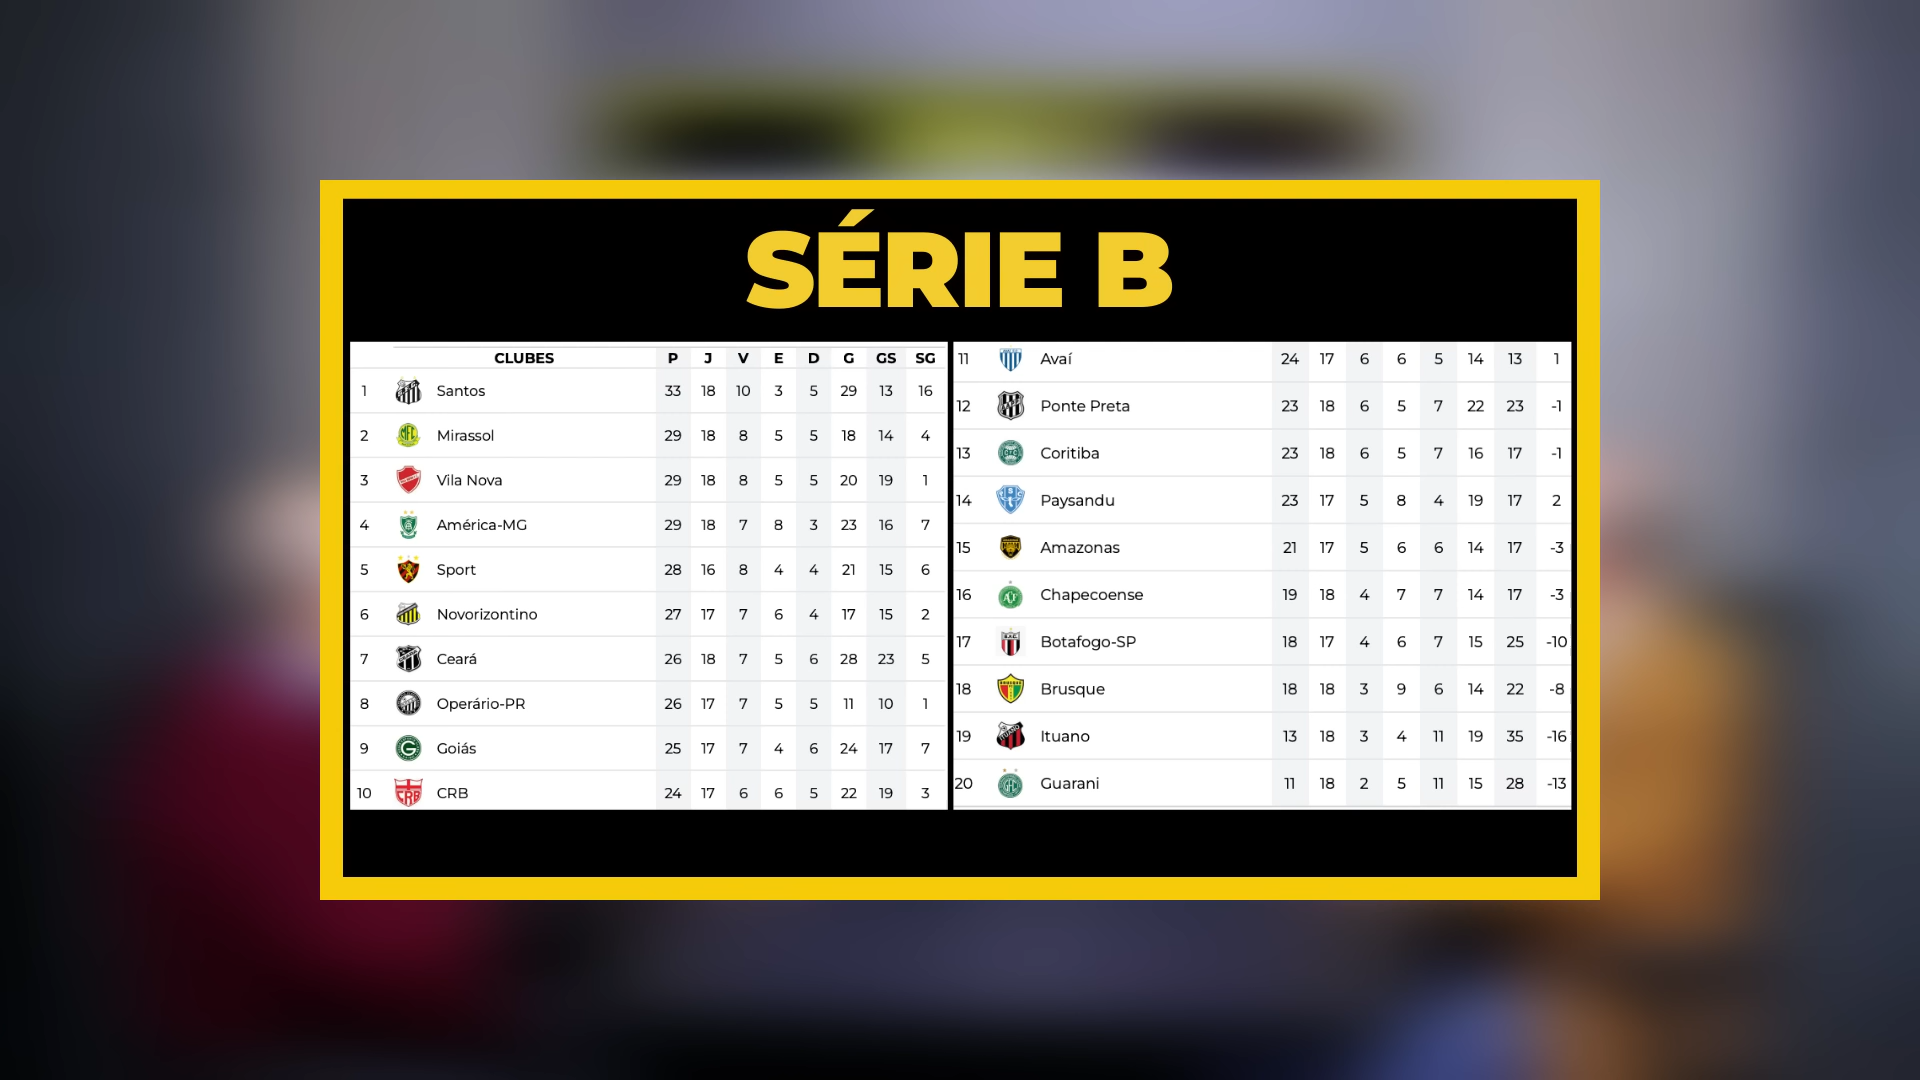 SÉRIE B
CLUBES P J V E D G GS SG
1 Santos 33 18 10 3 5 29 13 16
2 Mirassol 29 18 8 5 5 18 14 4
3 Vila Nova 29 18 8 5 5 20 19 1
4 América-MG 29 18 7 8 3 23 16 7
5 Sport 28 16 8 4 4 21 15 6
6 Novorizontino 27 17 7 6 4 17 15 2
7 Ceará 26 18 7 5 6 28 23 5
8 Operário-PR 26 17 7 5 5 11 10 1
9 Goiás 25 17 7 4 6 24 17 7
10 CRB 24 17 6 6 5 22 19 3
11 Avaí 24 17 6 6 5 14 13 1
12 Ponte Preta 23 18 6 5 7 22 23 -1
13 Coritiba 23 18 6 5 7 16 17 -1
14 Paysandu 23 17 5 8 4 19 17 2
15 Amazonas 21 17 5 6 6 14 17 -3
16 Chapecoense 19 18 4 7 7 14 17 -3
17 Botafogo-SP 18 17 4 6 7 15 25 -10
18 Brusque 18 18 3 9 6 14 22 -8
19 Ituano 13 18 3 4 11 19 35 -16
20 Guarani 11 18 2 5 11 15 28 -13